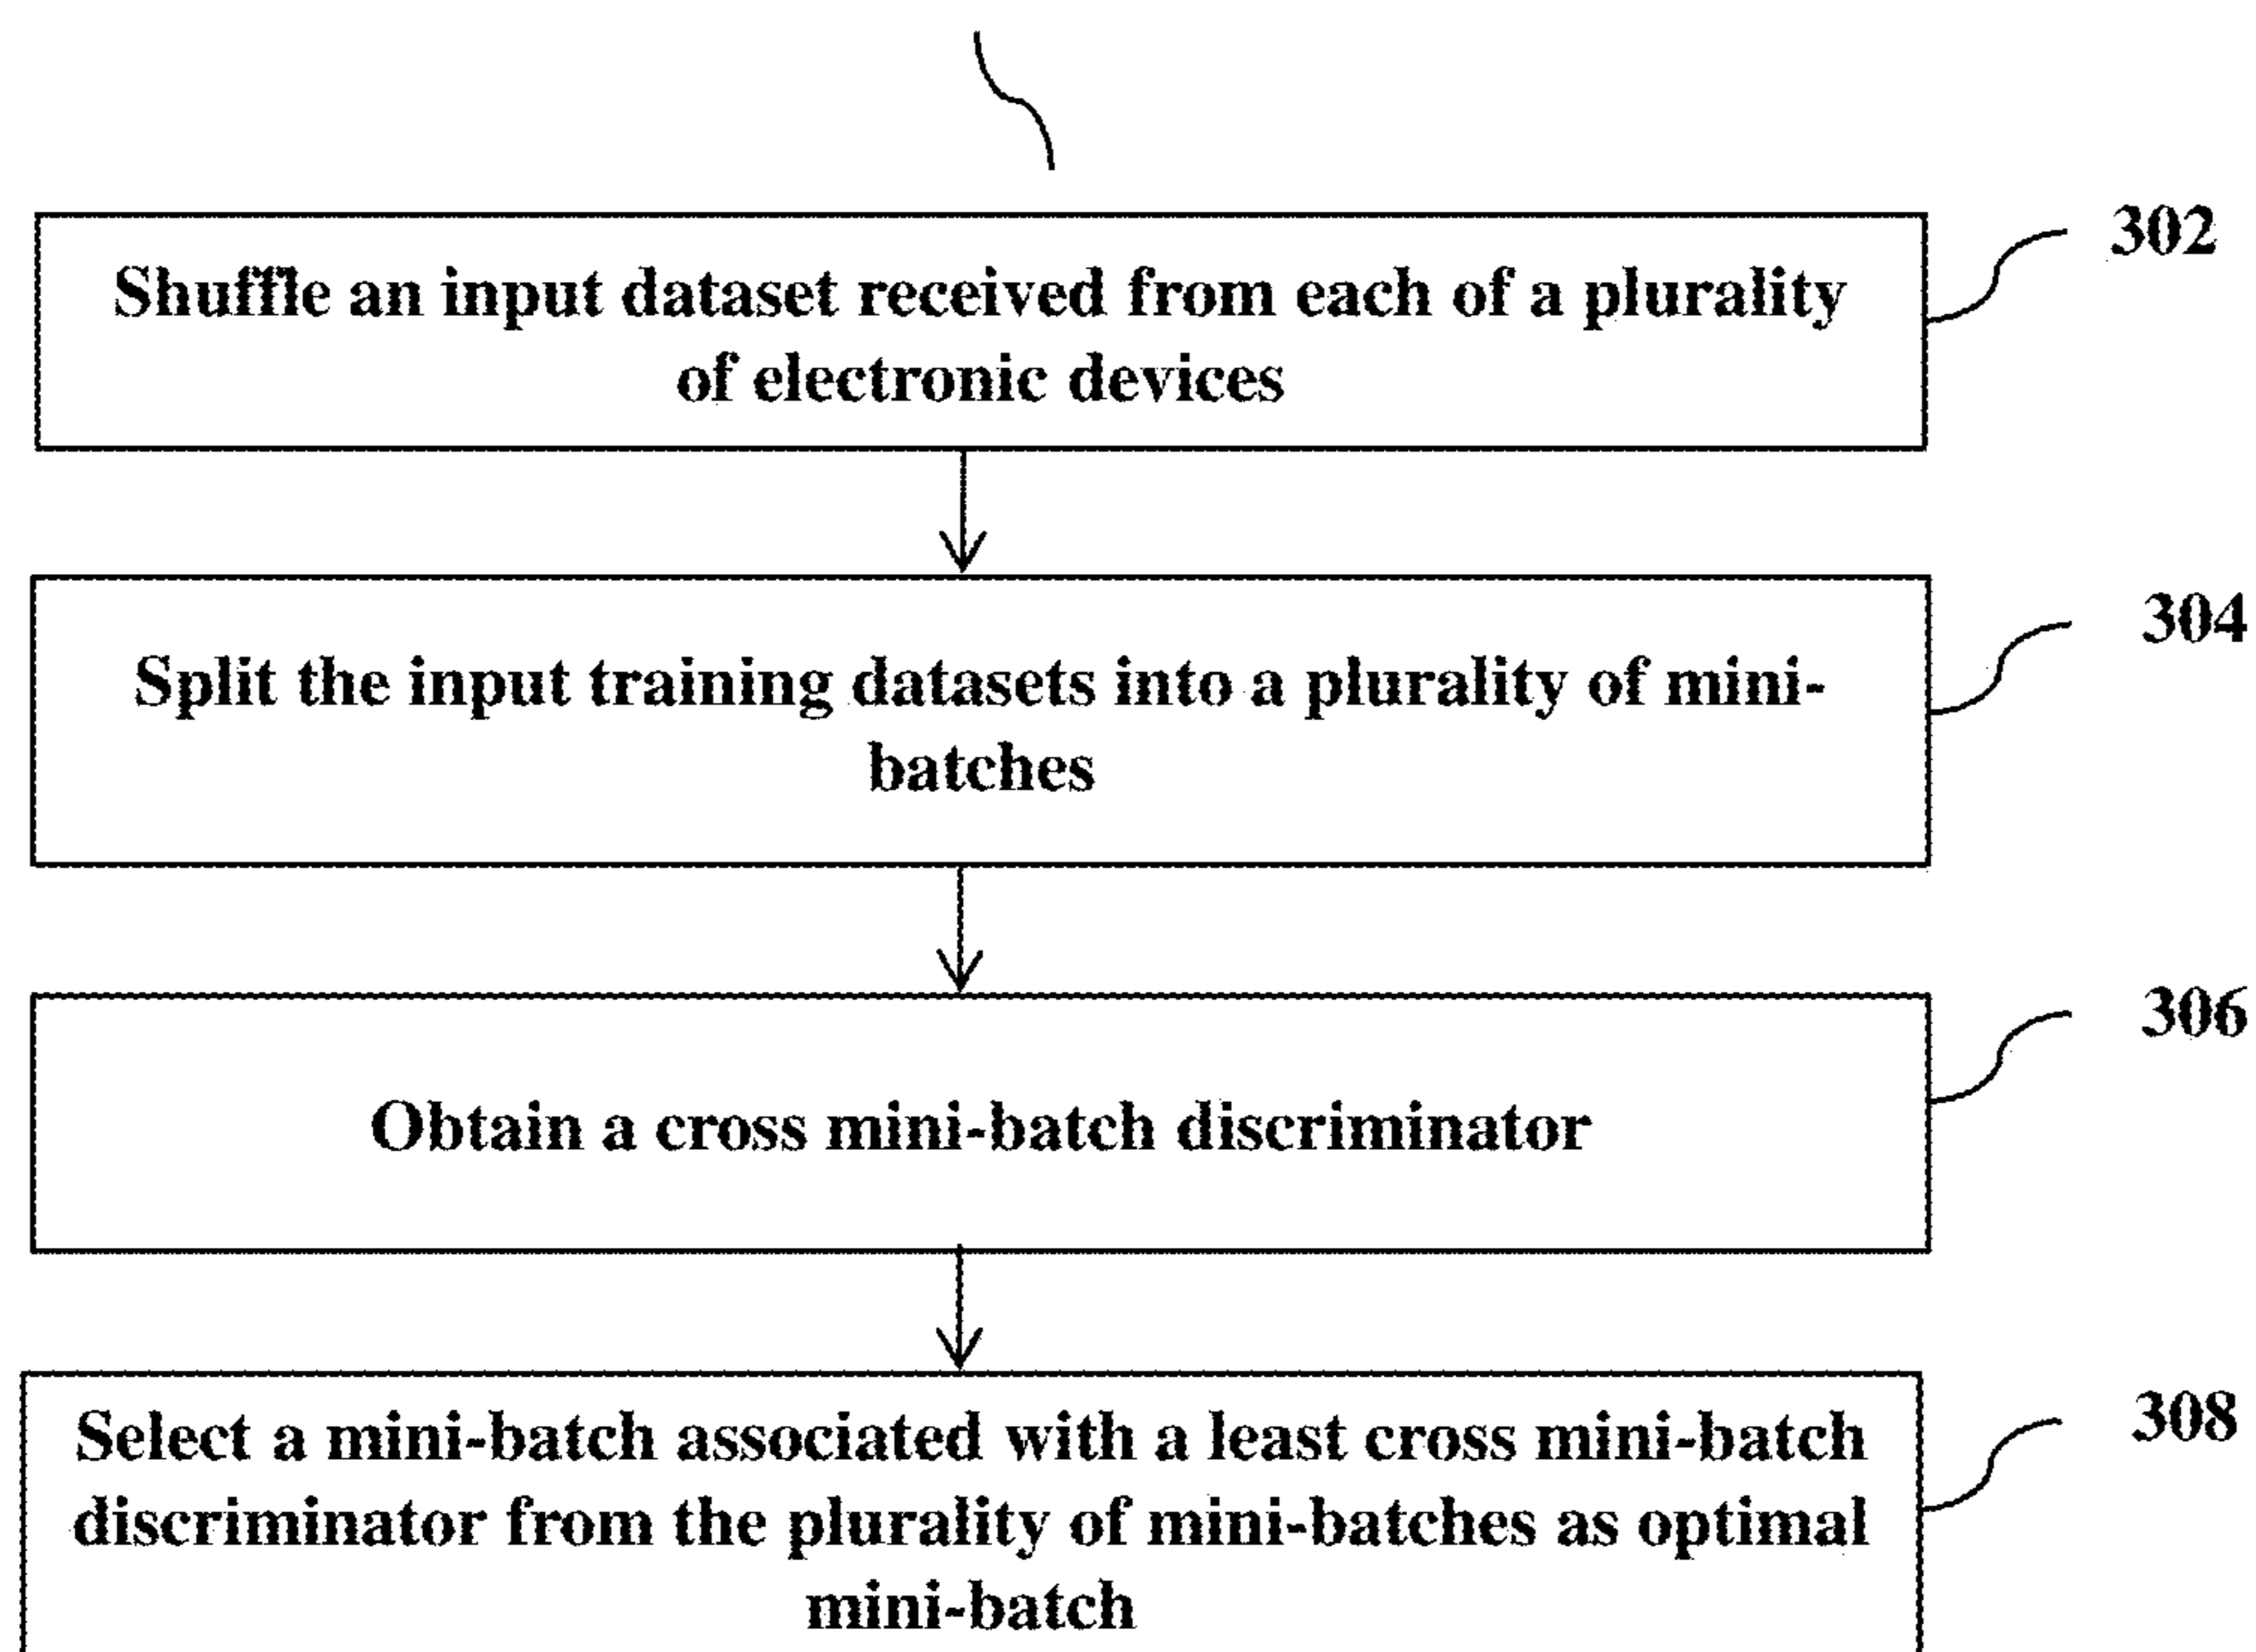 302
Shuffle an input dataset received from each of a plurality
of electronic devices
304
Split the input training datasets into a plurality of mini-
batches
306
Obtain a cross mini-batch discriminator
308
Select a mini-batch associated with a least cross mini-batch
discriminator from the plurality of mini-batches as optimal
mini-batch